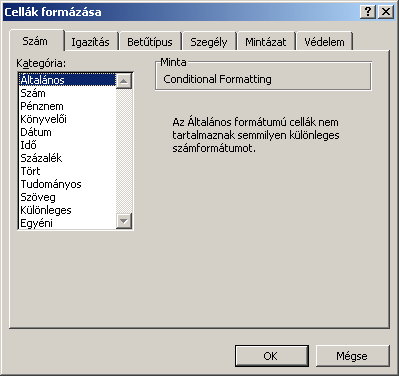 Cellák formázása
Szám Igazítás Betűtípus Szegély Mintázat Védelem
Kategória:
Általános
Szám
Pénznem
Könyvelői
Dátum
Idő
Százalék
Tört
Tudományos
Szöveg
Különleges
Egyéni
Minta
Conditional Formatting
Az Általános formátumú cellák nem
tartalmaznak semmilyen különleges
számformátumot.
OK Mégse